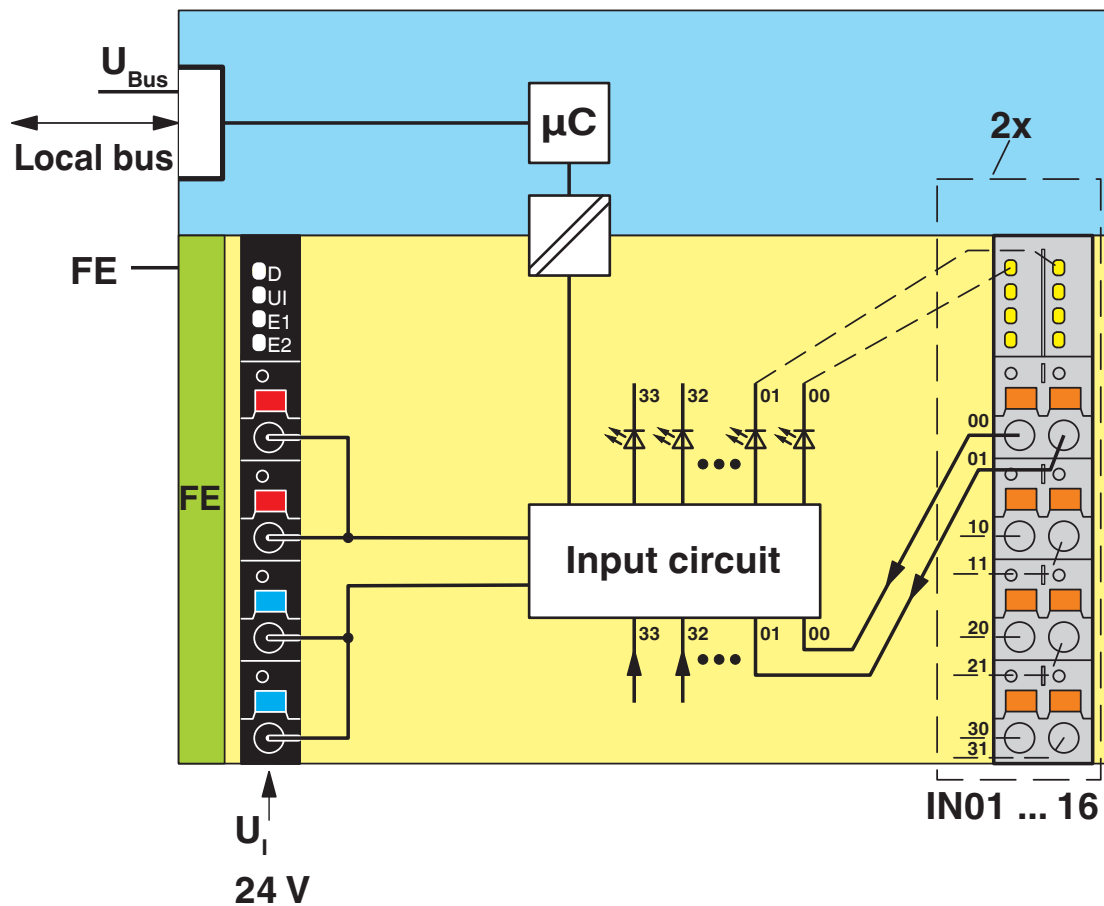 U Bus
Local bus
µC
2x
FE
D
UI
E1
E2
33 32 01 00
00
01
FE
Input circuit
10
11
33 32 01 00
20
21
30
31
IN01 ... 16
U I
24 V